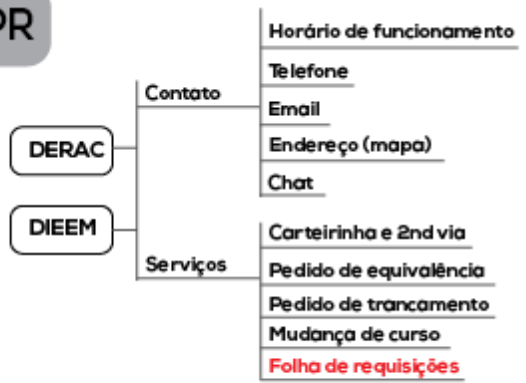 PR
Horário de funcionamento
Telefone
Contato
Email
DERAC
Endereço (mapa)
Chat
DIEEM
Carteirinha e 2nd via
Serviços
Pedido de equivalência
Pedido de trancamento
Mudança de curso
Folha de requisições